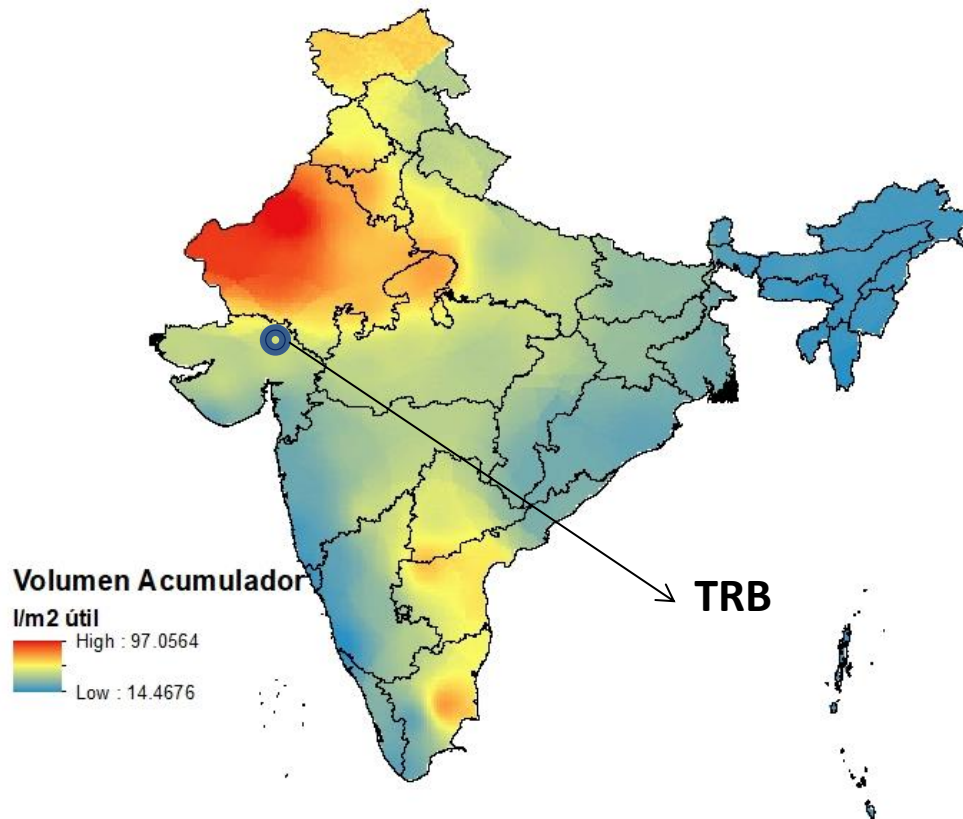 TRB
Volumen Acumulador
l/m2 útil
High : 97.0564
Low : 14.4676